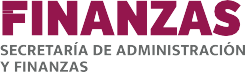 FINANZAS
SECRETARÍA DE ADMINISTRACIÓN
Y FINANZAS